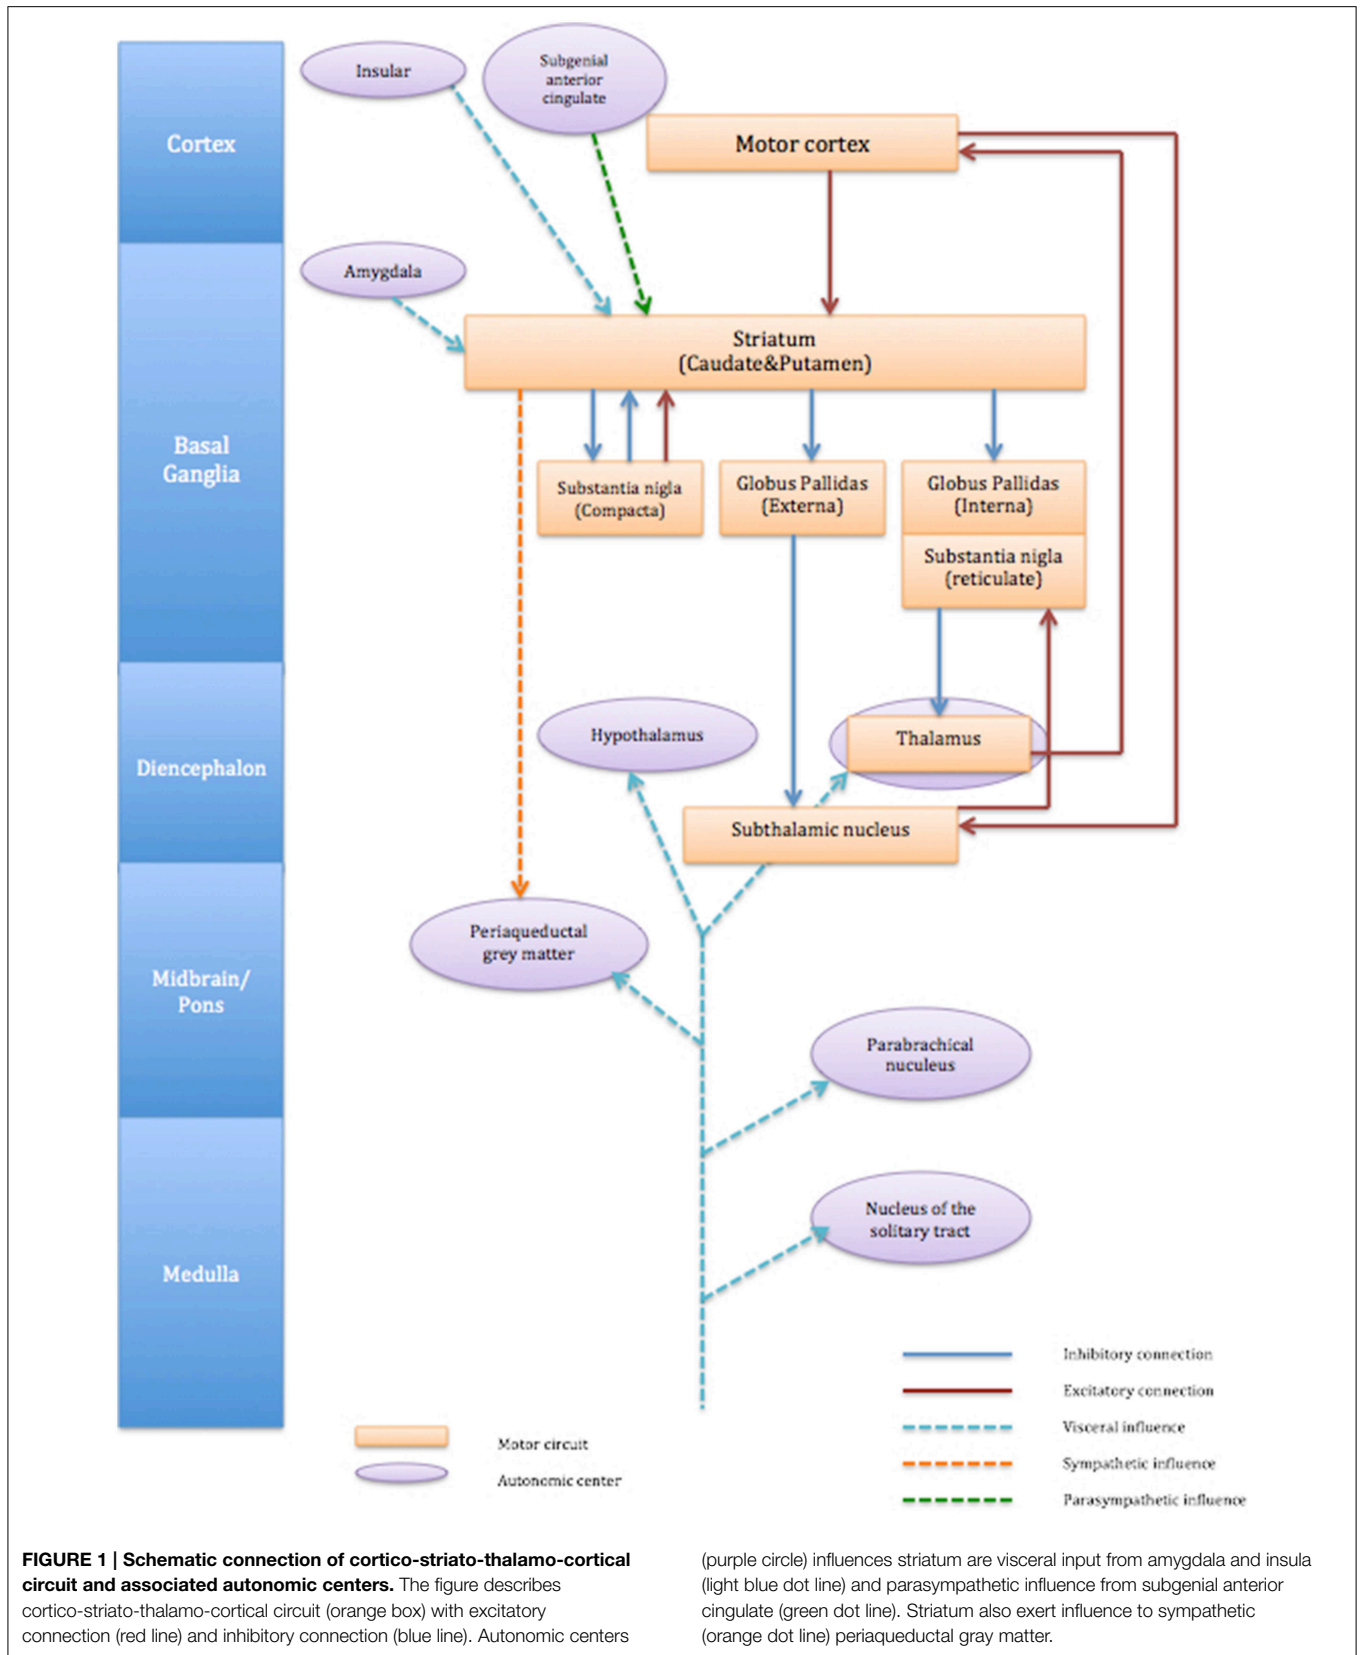 Cortex
Basal
Ganglia
Diencephalon
Midbrain/
Pons
Medulla
Insular
Subgenial
anterior
cingulate
Motor cortex
Amygdala
Striatum
(Caudate&Putamen)
Substantia nigla
(Compacta)
Globus Pallidas
(Externa)
Globus Pallidas
(Interna)
Substantia nigla
(reticulate)
Hypothalamus
Thalamus
Subthalamic nucleus
Periaqueductal
grey matter
Parabrachical
nuculeus
Nucleus of the
solitary tract
Motor circuit
Autonomic center
Inhibitory connection
Excitatory connection
Visceral influence
Sympathetic influence
Parasympathetic influence
FIGURE 1 | Schematic connection of cortico-striato-thalamo-cortical
circuit and associated autonomic centers. The figure describes
cortico-striato-thalamo-cortical circuit (orange box) with excitatory
connection (red line) and inhibitory connection (blue line). Autonomic centers
(purple circle) influences striatum are visceral input from amygdala and insula
(light blue dot line) and parasympathetic influence from subgenial anterior
cingulate (green dot line). Striatum also exert influence to sympathetic
(orange dot line) periaqueductal gray matter.